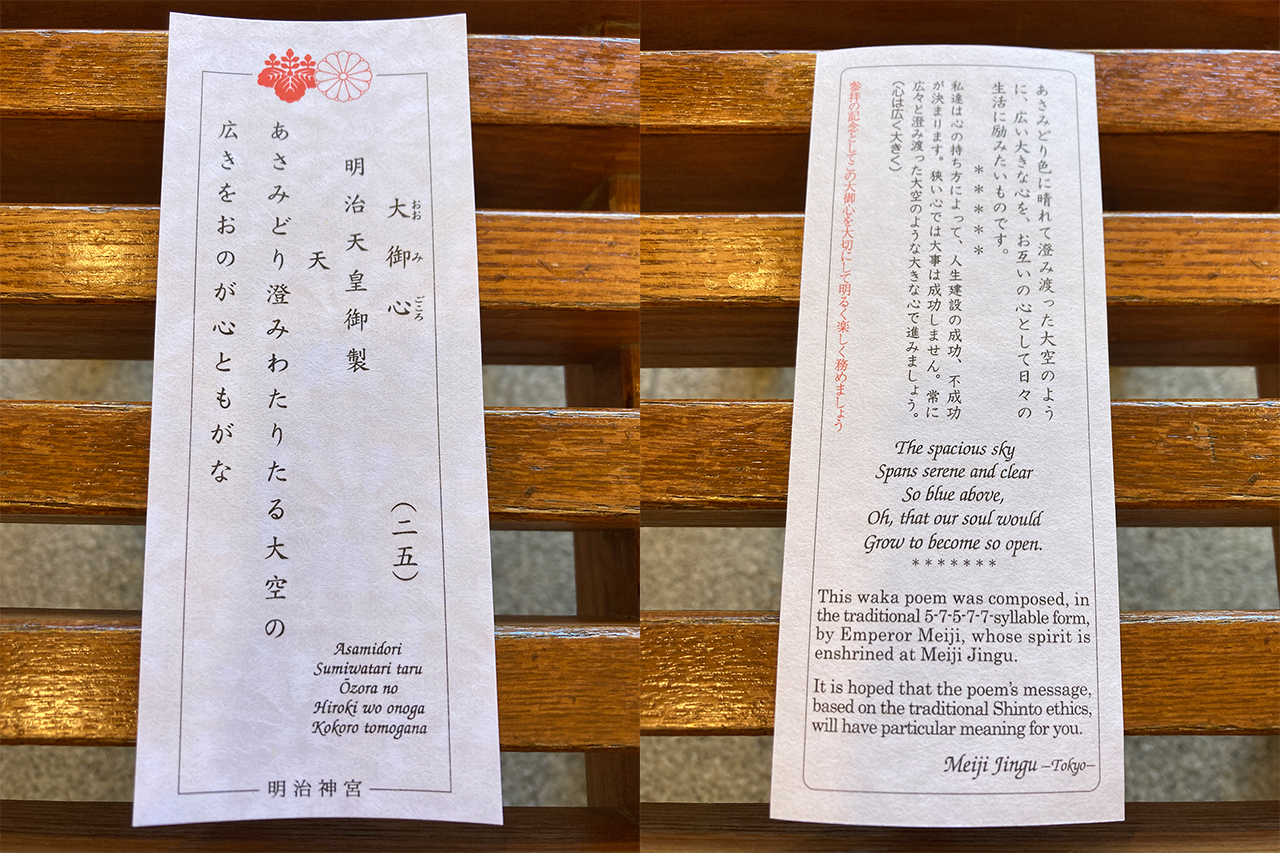 大御心
おおみごころ
(二五)
明治天皇御製
天
あさみどり澄みわたりたる大空の
広きをおのが心ともがな
Asamidori
Sumiwatari taru
Ōzora no
Hiroki wo onoga
Kokoro tomogana
明治神宮
あさみどり色に晴れて澄み渡った大空のよう
に、広い大きな心を、お互いの心として日々の
生活に励みたいものです。
＊＊＊＊＊
私達は心の持ち方によって、人生建設の成功、不成功
が決まります。狭い心では大事は成功しません。常に
広々と澄み渡った大空のような大きな心で進みましょう。
(心は広く大きく)
参拝の記念としてこの大御心を大切にして明るく楽しく務めましょう
The spacious sky
Spans serene and clear
So blue above,
Oh, that our soul would
Grow to become so open.
*******
This waka poem was composed, in
the traditional 5-7-5-7-7-syllable form,
by Emperor Meiji, whose spirit is
enshrined at Meiji Jingu.
It is hoped that the poem's message,
based on the traditional Shinto ethics,
will have particular meaning for you.
Meiji Jingu –Tokyo–